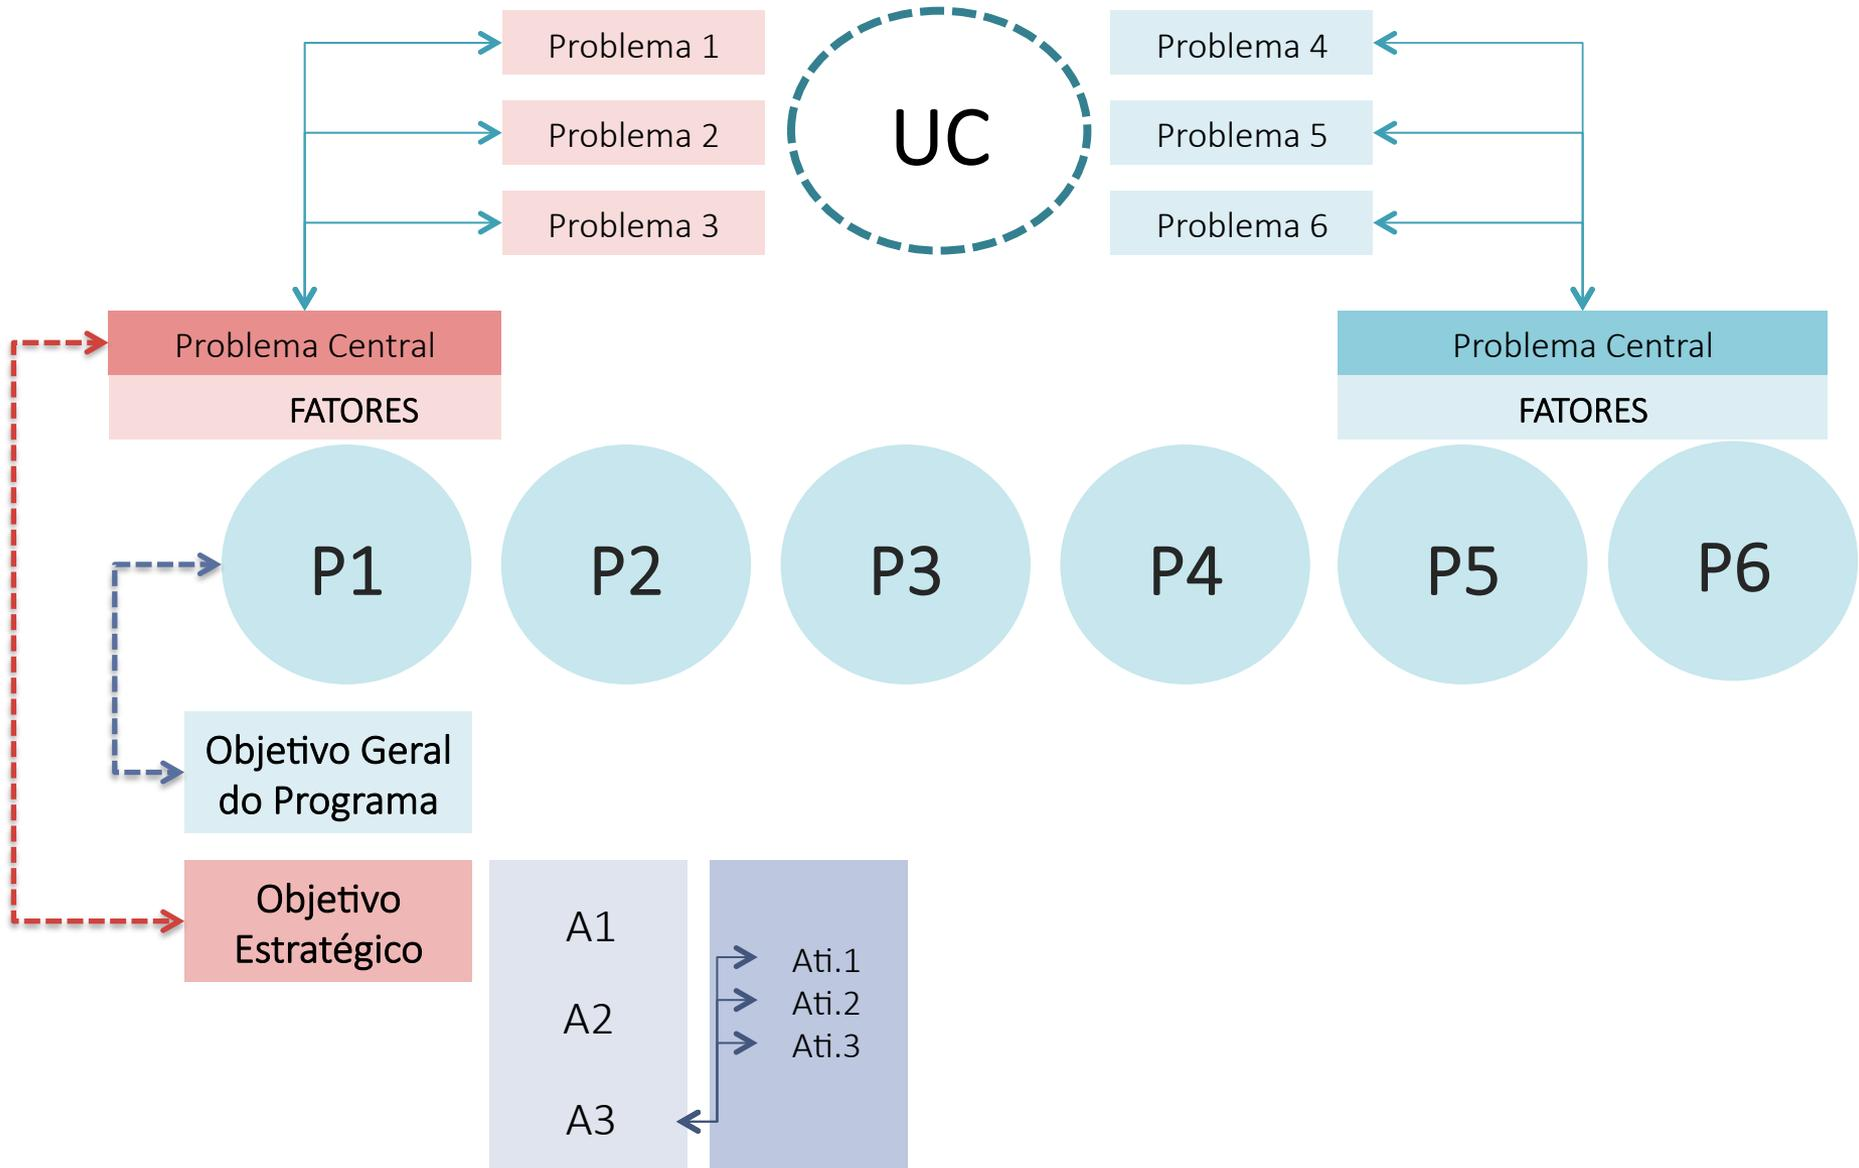 Problema 1
Problema 2
Problema 3
UC
Problema 4
Problema 5
Problema 6
Problema Central
FATORES
Problema Central
FATORES
P1
P2
P3
P4
P5
P6
Objetivo Geral
do Programa
Objetivo
Estratégico
A1
A2
A3
Ati.1
Ati.2
Ati.3